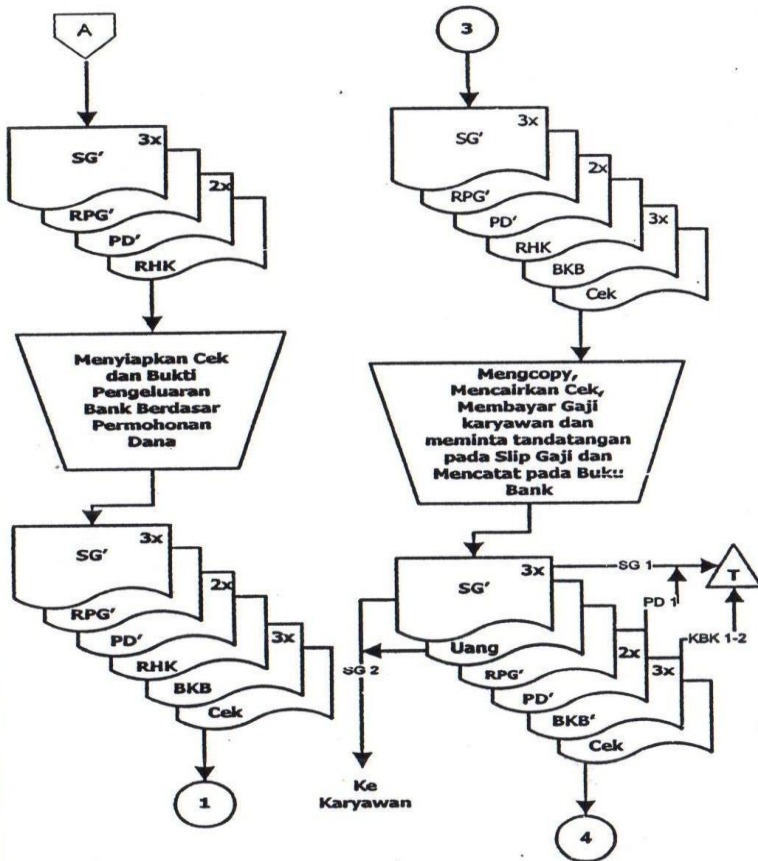 A
3x
SG'
RPG'
2x
PD'
RHK
Menyiapkan Cek
dan Bukti
Pengeluaran
Bank Berdasar
Permohonan
Dana
3x
SG'
RPG'
2x
PD'
RHK
3x
BKB
Cek
1
3
3x
SG'
RPG'
2x
PD'
RHK
3x
BKB
Cek
Mengcopy,
Mencairkan Cek,
Membayar Gaji
karyawan dan
meminta tandatangan
pada Slip Gaji dan
Mencatat pada Buku
Bank
3x
SG'
SG 1
T
PD 1
Uang
SG 2
RPG'
2x
KBK 1-2
PD'
3x
BKB'
Cek
Ke
Karyawan
4